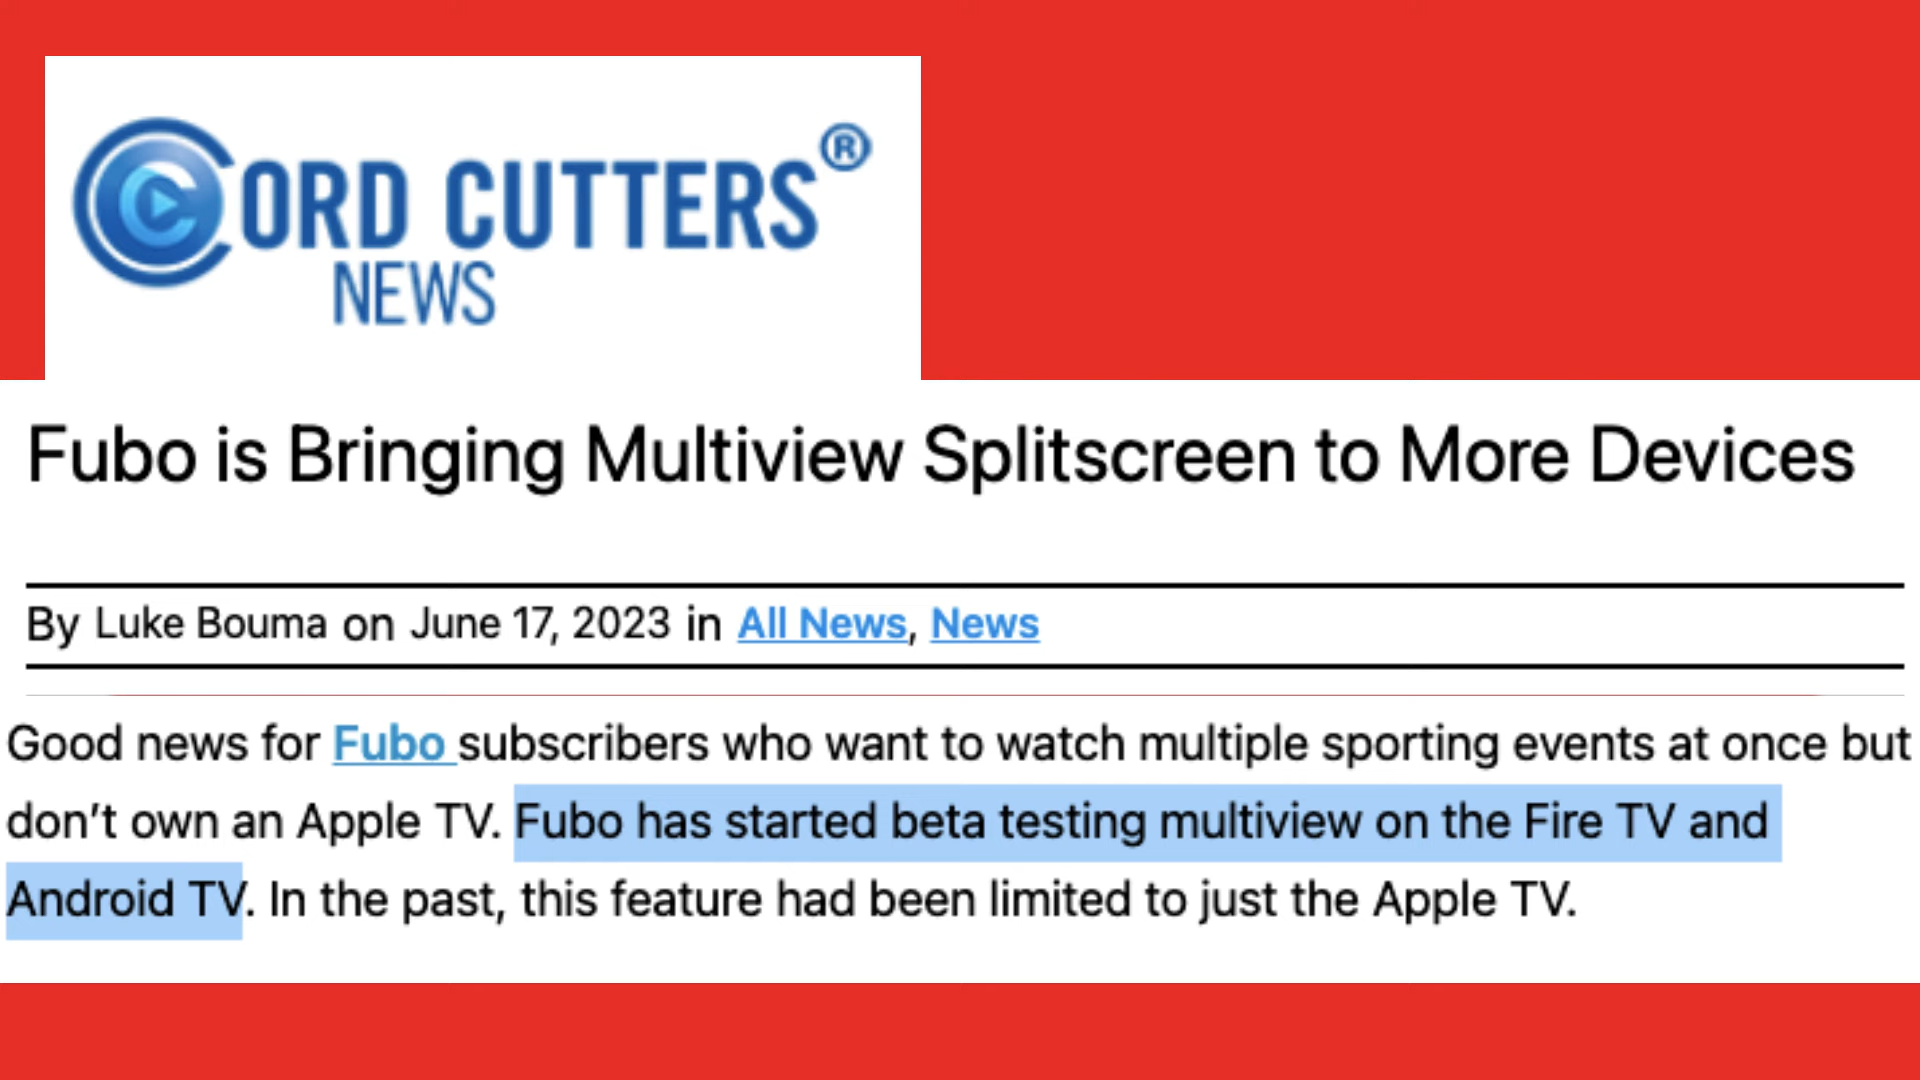 CORD CUTTERS®
NEWS
Fubo is Bringing Multiview Splitscreen to More Devices
By Luke Bouma on June 17, 2023 in All News, News
Good news for Fubo subscribers who want to watch multiple sporting events at once but
don’t own an Apple TV. Fubo has started beta testing multiview on the Fire TV and
Android TV. In the past, this feature had been limited to just the Apple TV.